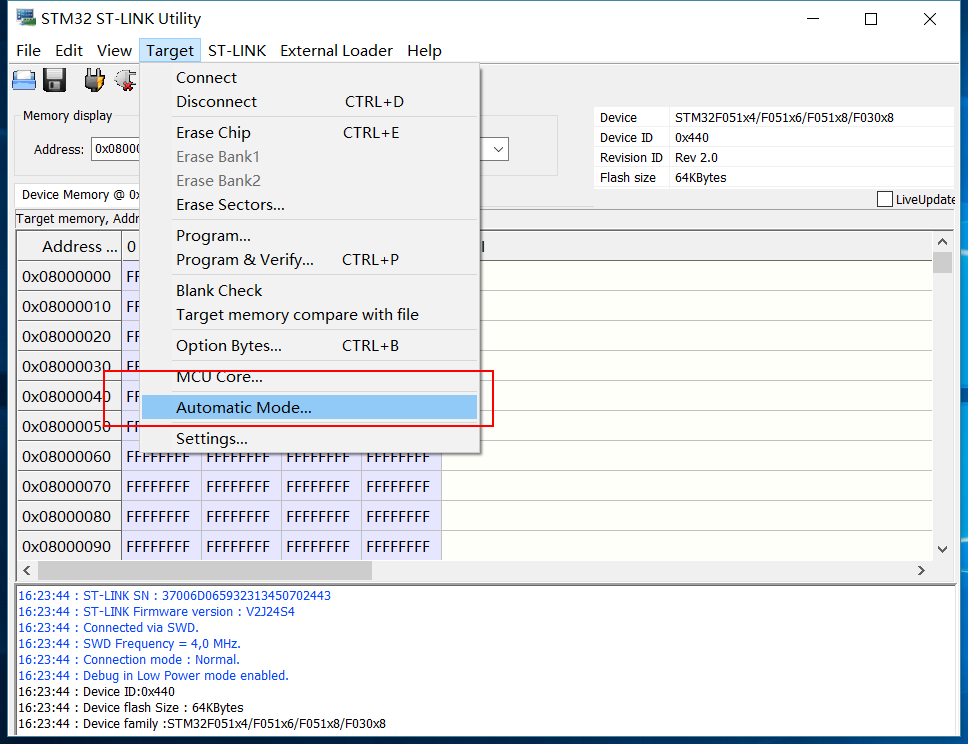 STM32 ST-LINK Utility
File Edit View Target ST-LINK External Loader Help
Connect
Disconnect CTRL+D
Erase Chip CTRL+E
Erase Bank1
Erase Bank2
Erase Sectors...
Program...
Program & Verify... CTRL+P
Blank Check
Target memory compare with file
Option Bytes... CTRL+B
MCU Core...
Automatic Mode...
Settings...
Memory display
Address: 0x0800
Device STM32F051x4/F051x6/F051x8/F030x8
Device ID 0x440
Revision ID Rev 2.0
Flash size 64KBytes
LiveUpdate
Device Memory @ 0x
Target memory, Addr
Address ... 0
0x08000000 FF
0x08000010 FF
0x08000020 FF
0x08000030 FF
0x08000040 FF
0x08000050 FF
0x08000060 FFFFFFFF FFFFFFFF FFFFFFFF FFFFFFFF
0x08000070 FFFFFFFF FFFFFFFF FFFFFFFF FFFFFFFF
0x08000080 FFFFFFFF FFFFFFFF FFFFFFFF FFFFFFFF
0x08000090 FFFFFFFF FFFFFFFF FFFFFFFF FFFFFFFF
16:23:44 : ST-LINK SN : 37006D065932313450702443
16:23:44 : ST-LINK Firmware version : V2J24S4
16:23:44 : Connected via SWD.
16:23:44 : SWD Frequency = 4,0 MHz.
16:23:44 : Connection mode : Normal.
16:23:44 : Debug in Low Power mode enabled.
16:23:44 : Device ID:0x440
16:23:44 : Device flash Size : 64KBytes
16:23:44 : Device family :STM32F051x4/F051x6/F051x8/F030x8